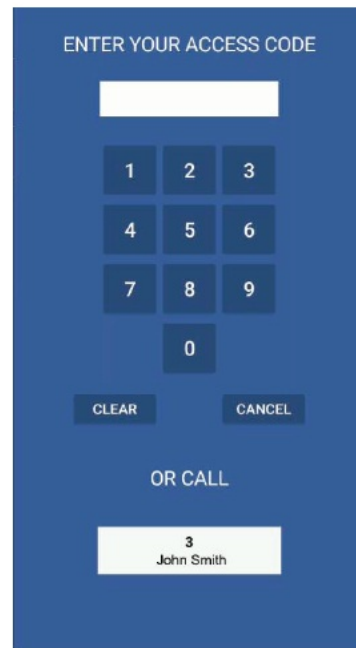 ENTER YOUR ACCESS CODE
1 2 3
4 5 6
7 8 9
0
CLEAR CANCEL
OR CALL
3
John Smith